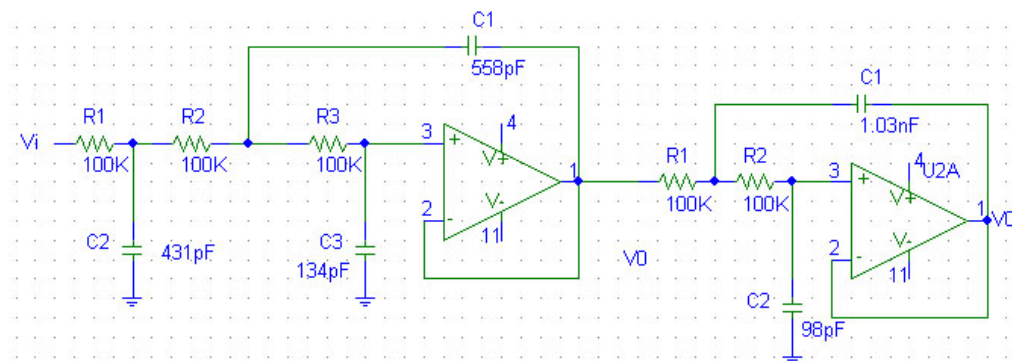 C1
558pF
C1
1.03nF
R1
R2
R3
Vi
100K
100K
100K
3
+
4
V+
V-
1
2
-
11
R1
R2
100K
100K
3
+
4
U2A
V+
V-
1
V0
2
-
11
C2
431pF
C3
134pF
V0
C2
98pF